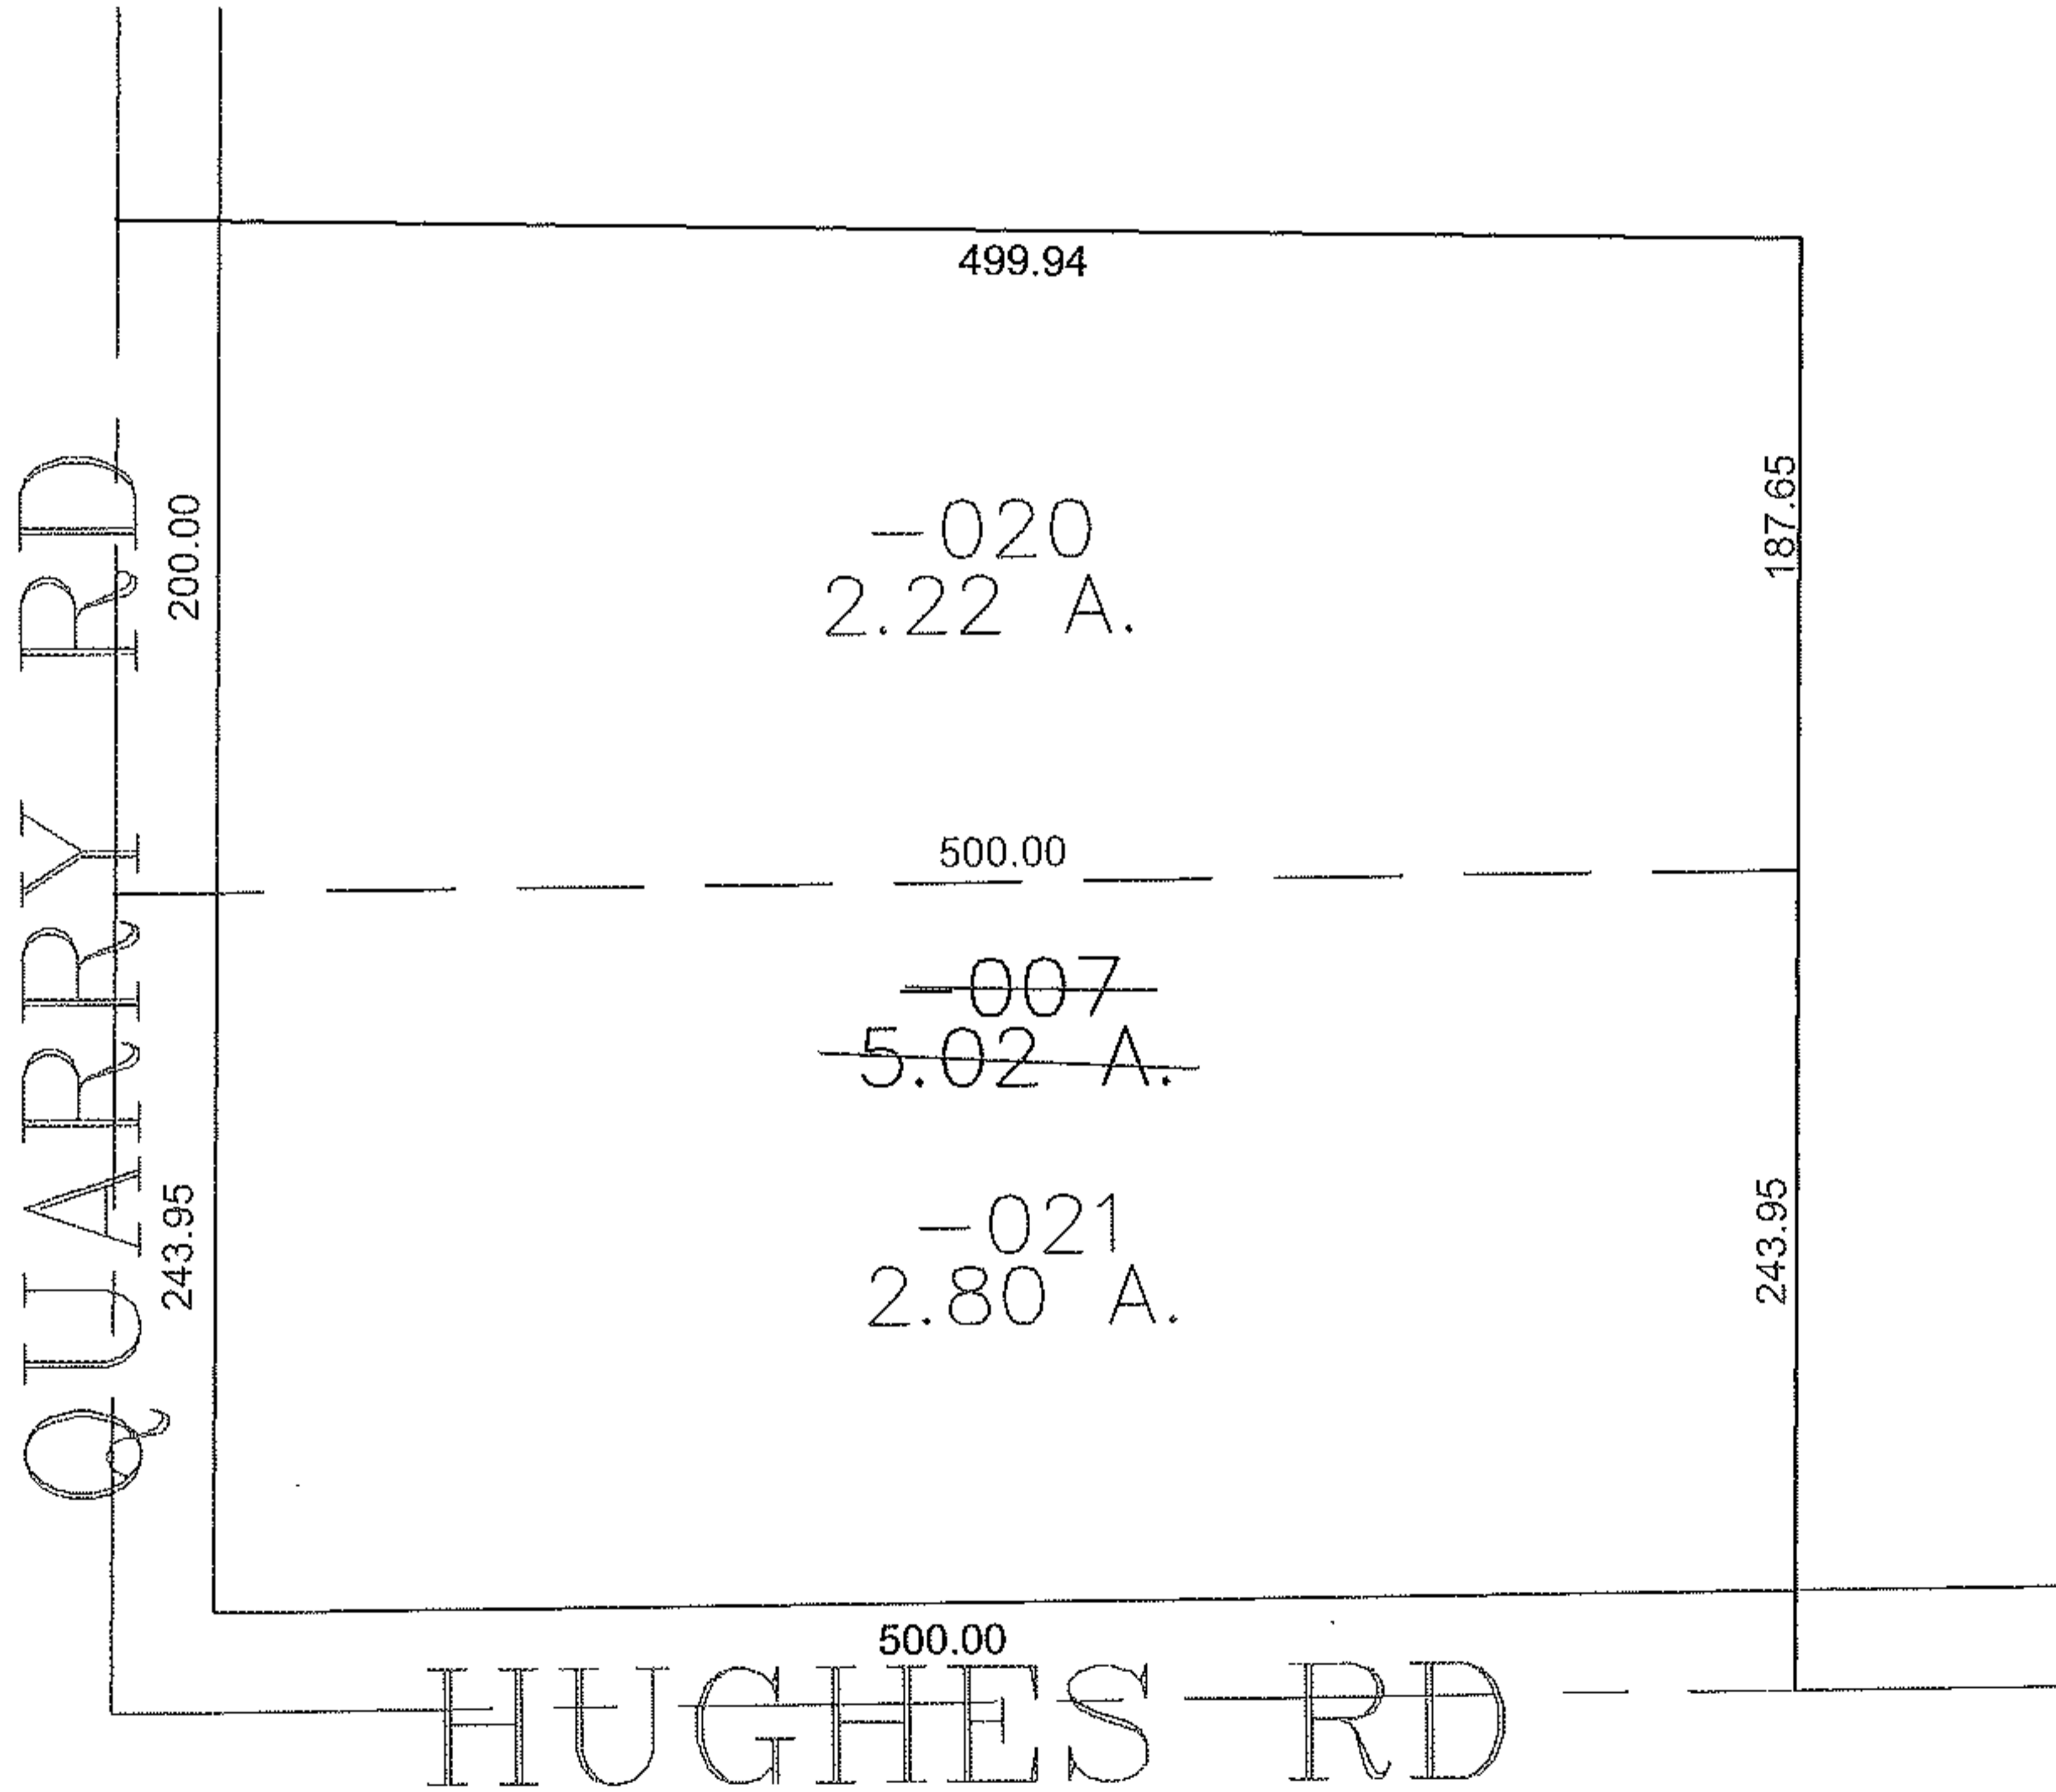 499.94
QUARRY RD
200.00
-020
2.22 A.
187.65
500.00
-007
5.02 A.
243.95
-021
2.80 A.
243.95
500.00
HUGHES RD